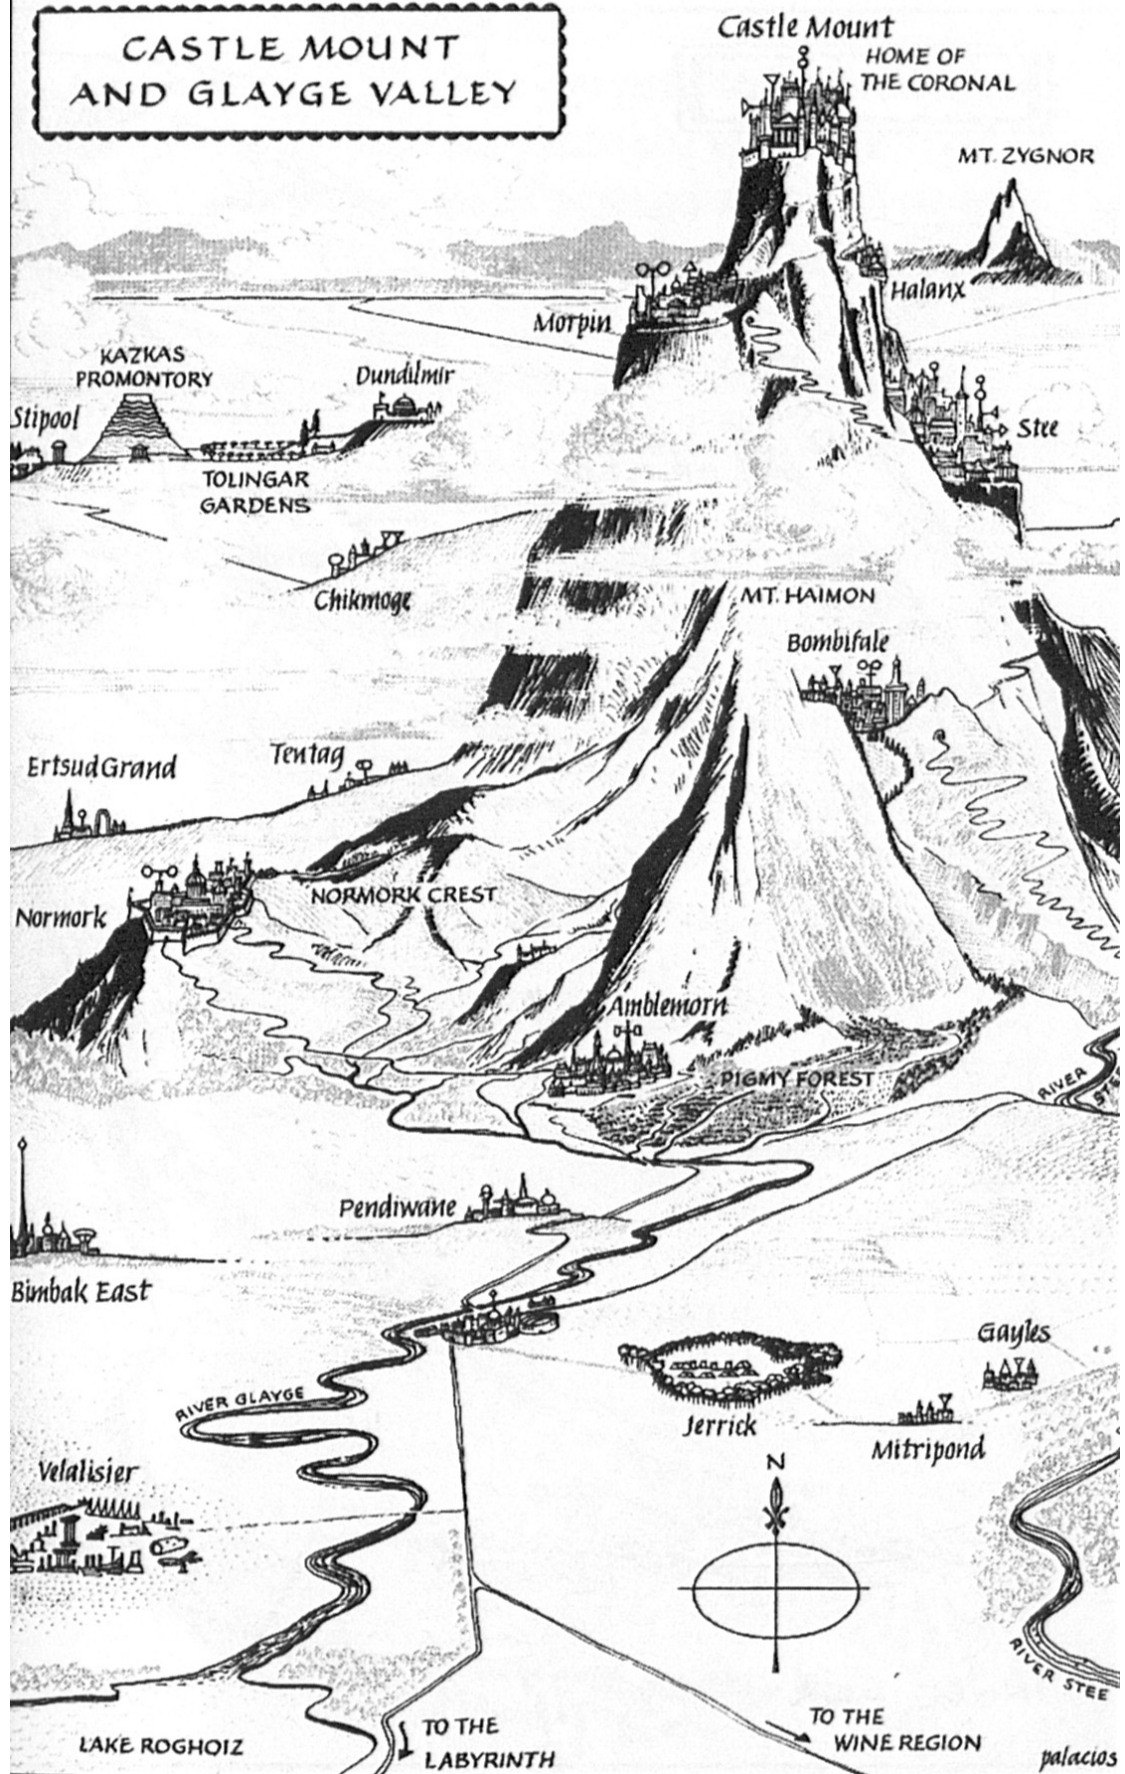 CASTLE MOUNT
AND GLAYGE VALLEY
Castle Mount
HOME OF
THE CORONAL
MT. ZYGNOR
Halanx
Morpin
KAZKAS
PROMONTORY
Dundilmir
Stipool
Stee
TOLINGAR
GARDENS
Chikmoge
MT. HAIMON
Bombifale
Tentag
Ertsud Grand
NORMORK CREST
Normork
Amblemorn
PIGMY FOREST
RIVER
Pendiwane
Bimbak East
Gayles
RIVER GLAYGE
Jerrick
Mitripond
Velalisier
N
RIVER STEE
TO THE
LABYRINTH
TO THE
WINE REGION
LAKE ROGHOIZ
palacios